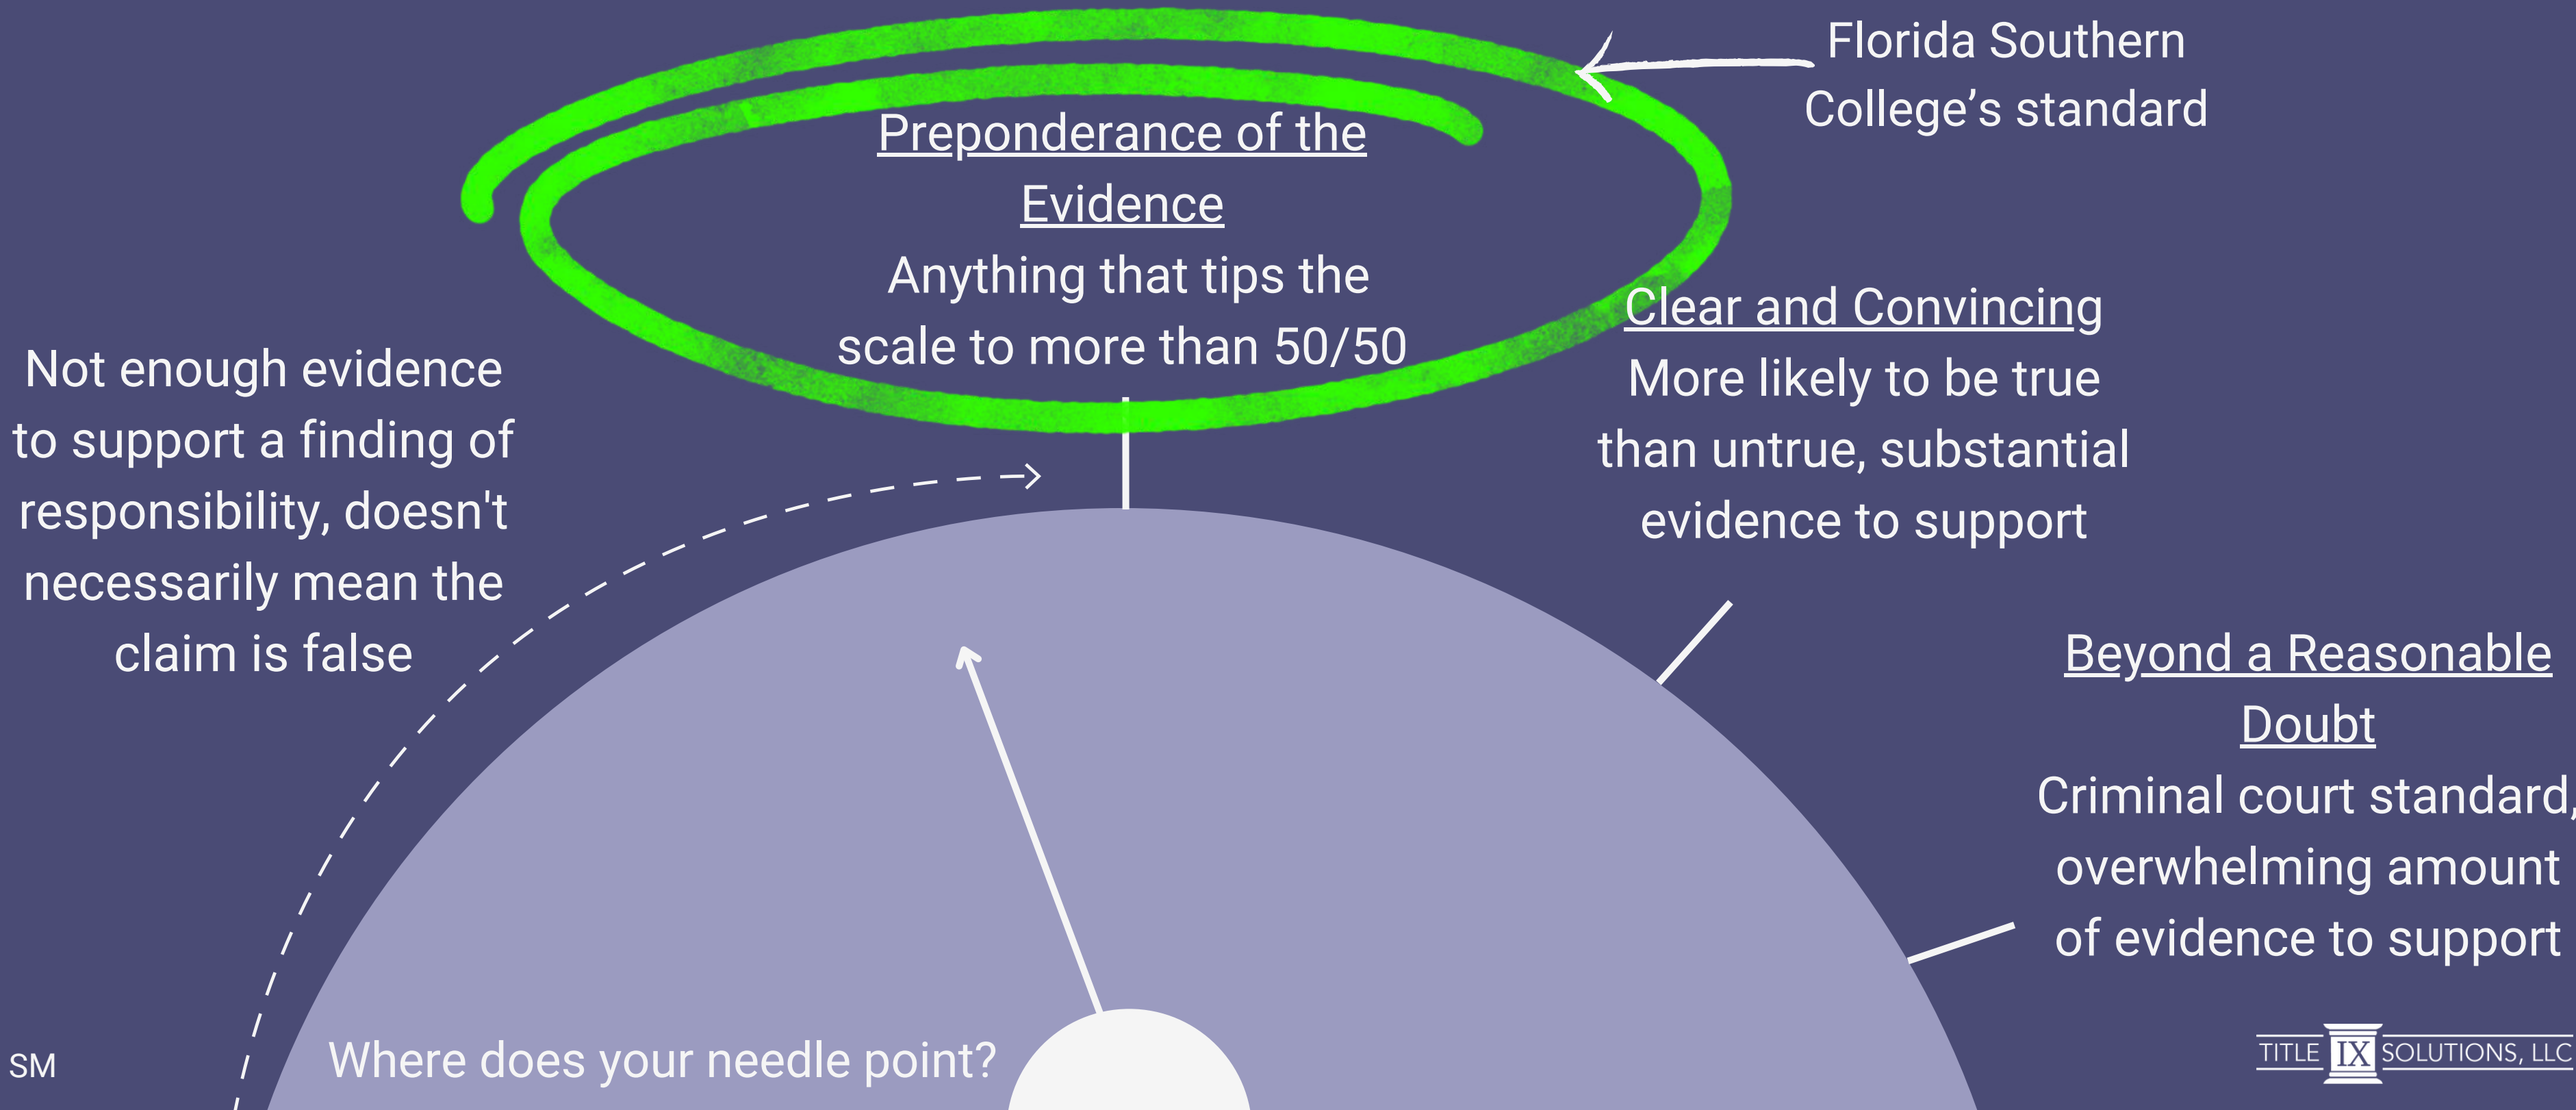 Florida Southern
College’s standard
Preponderance of the
Evidence
Anything that tips the
scale to more than 50/50
Not enough evidence
to support a finding of
responsibility, doesn't
necessarily mean the
claim is false
Clear and Convincing
More likely to be true
than untrue, substantial
evidence to support
Beyond a Reasonable
Doubt
Criminal court standard,
overwhelming amount
of evidence to support
Where does your needle point?
SM
TITLE IX SOLUTIONS, LLC